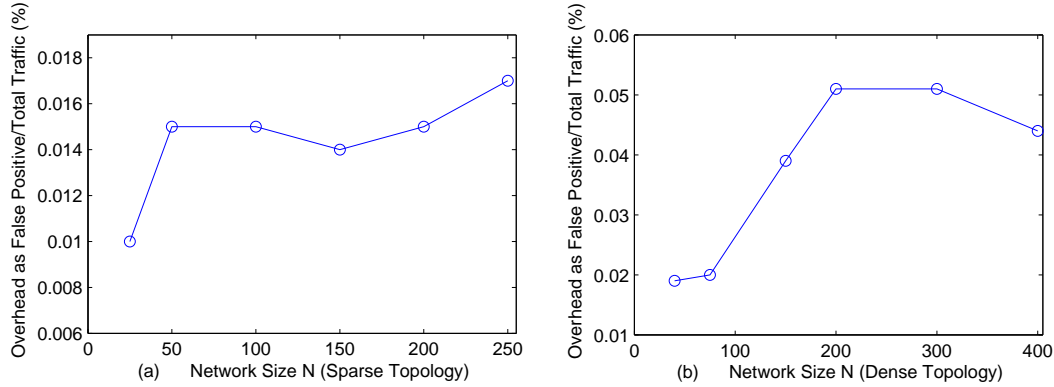 Overhead as False Positive/Total Traffic (%)
0.018
0.016
0.014
0.012
0.01
0.008
0.006
0 50 100 150 200 250
(a) Network Size N (Sparse Topology)
Overhead as False Positive/Total Traffic (%)
0.06
0.05
0.04
0.03
0.02
0.01
0 100 200 300 400
(b) Network Size N (Dense Topology)